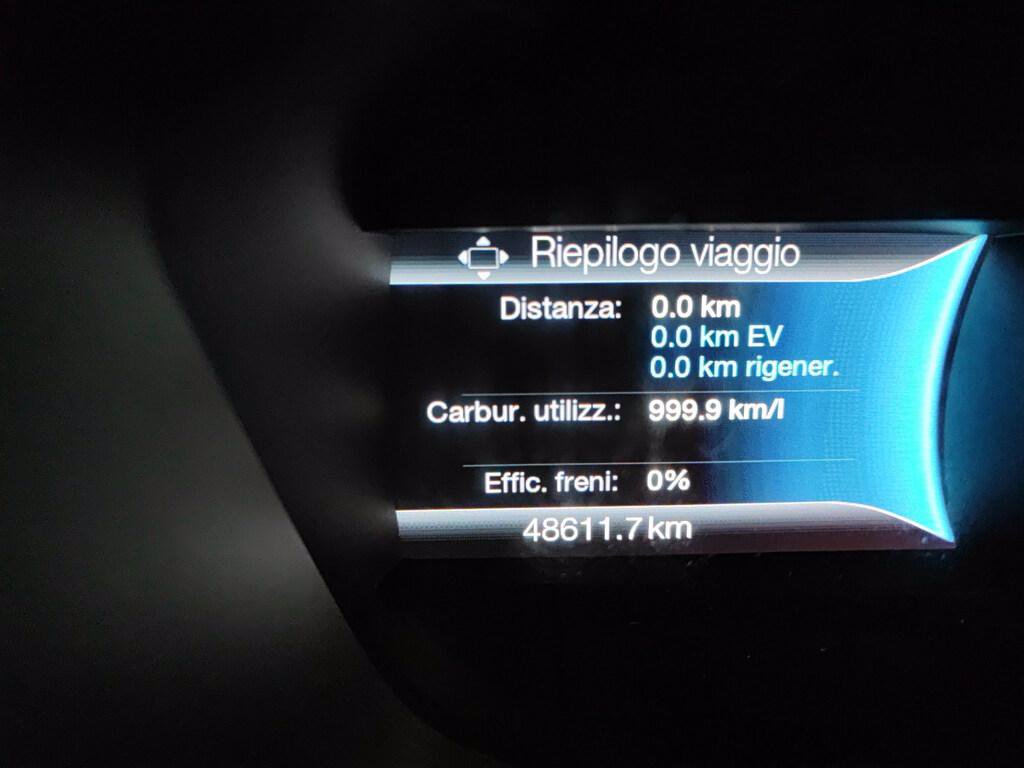 Riepilogo viaggio
Distanza: 0.0 km
0.0 km EV
0.0 km rigener.
Carbur. utilizz.: 999.9 km/l
Effic. freni: 0%
48611.7 km